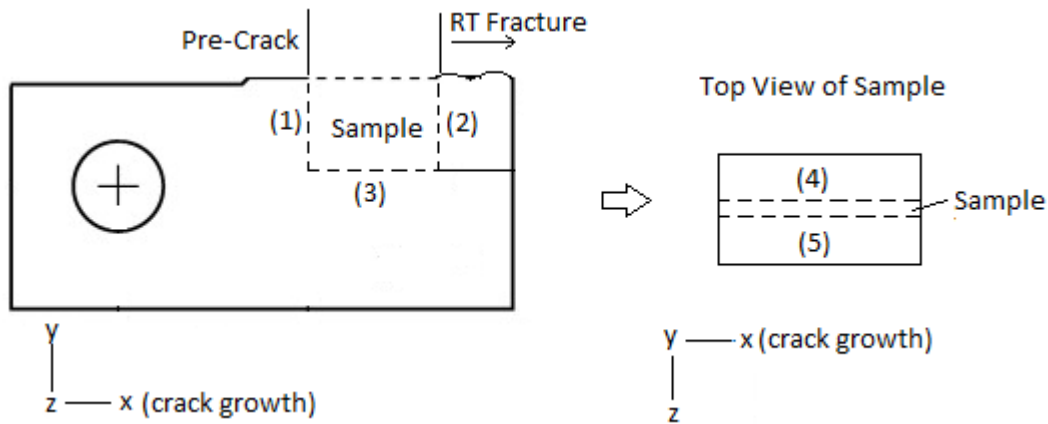 RT Fracture
Pre-Crack
Top View of Sample
(1) Sample (2)
(3)
(4)
Sample
(5)
y
z x (crack growth)
y x (crack growth)
z